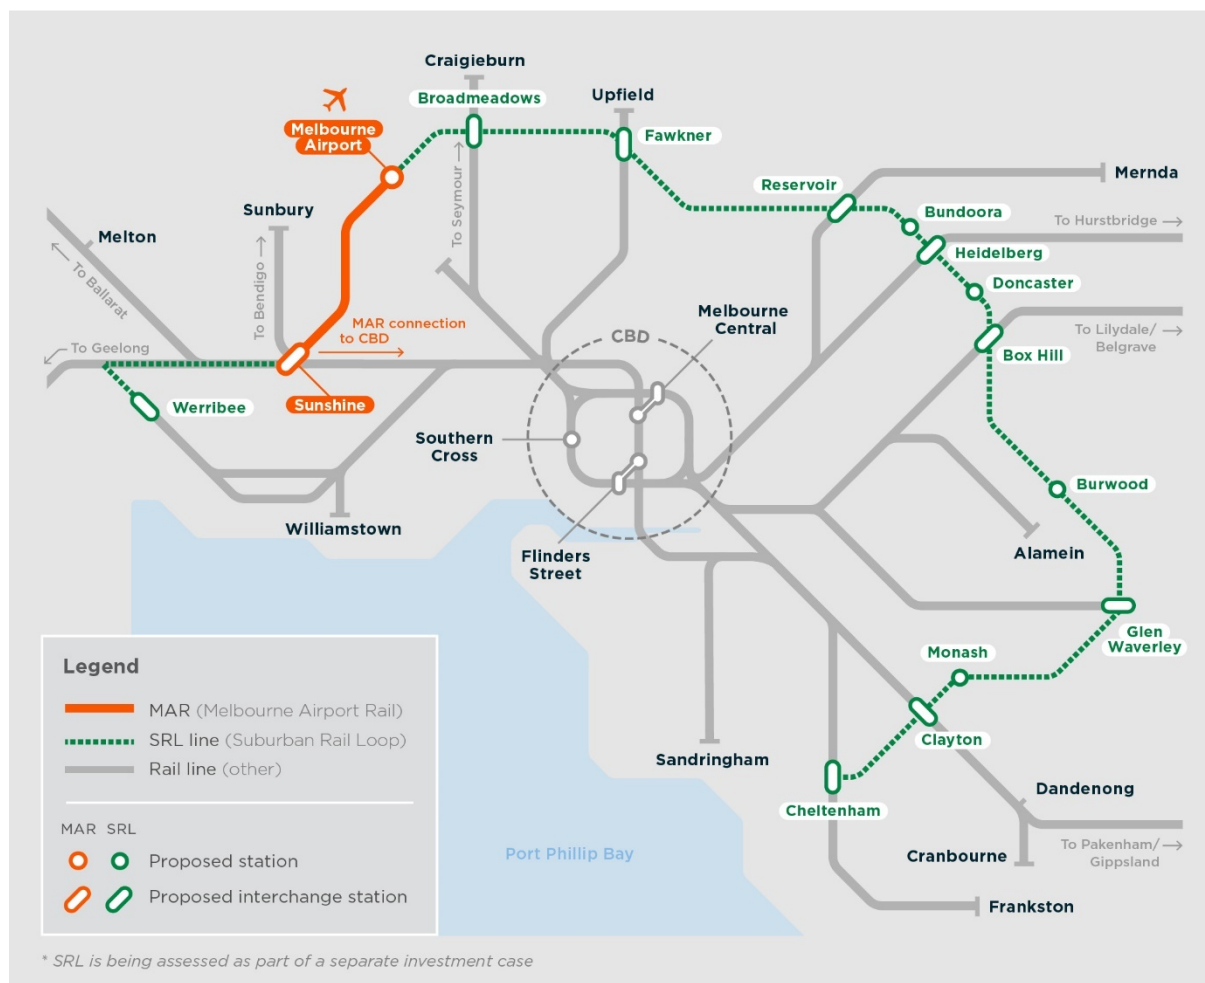 Craigieburn
Broadmeadows
Upfield
Melbourne
Airport
Fawkner
To Seymour →
Mernda
Reservoir
Sunbury
Bundoora
To Hurstbridge →
Melton
Heidelberg
To Ballarat
To Bendigo →
Doncaster
Melbourne
Central
MAR connection
to CBD
CBD
To Lilydale/
Belgrave
To Geelong
Box Hill
Werribee
Sunshine
Southern
Cross
Burwood
Williamstown
Flinders
Street
Alamein
Glen
Waverley
Monash
Clayton
Sandringham
Cheltenham
Dandenong
To Pakenham/
Gippsland
Cranbourne
Port Phillip Bay
Frankston
Legend
MAR (Melbourne Airport Rail)
SRL line (Suburban Rail Loop)
Rail line (other)
MAR SRL
Proposed station
Proposed interchange station
* SRL is being assessed as part of a separate investment case